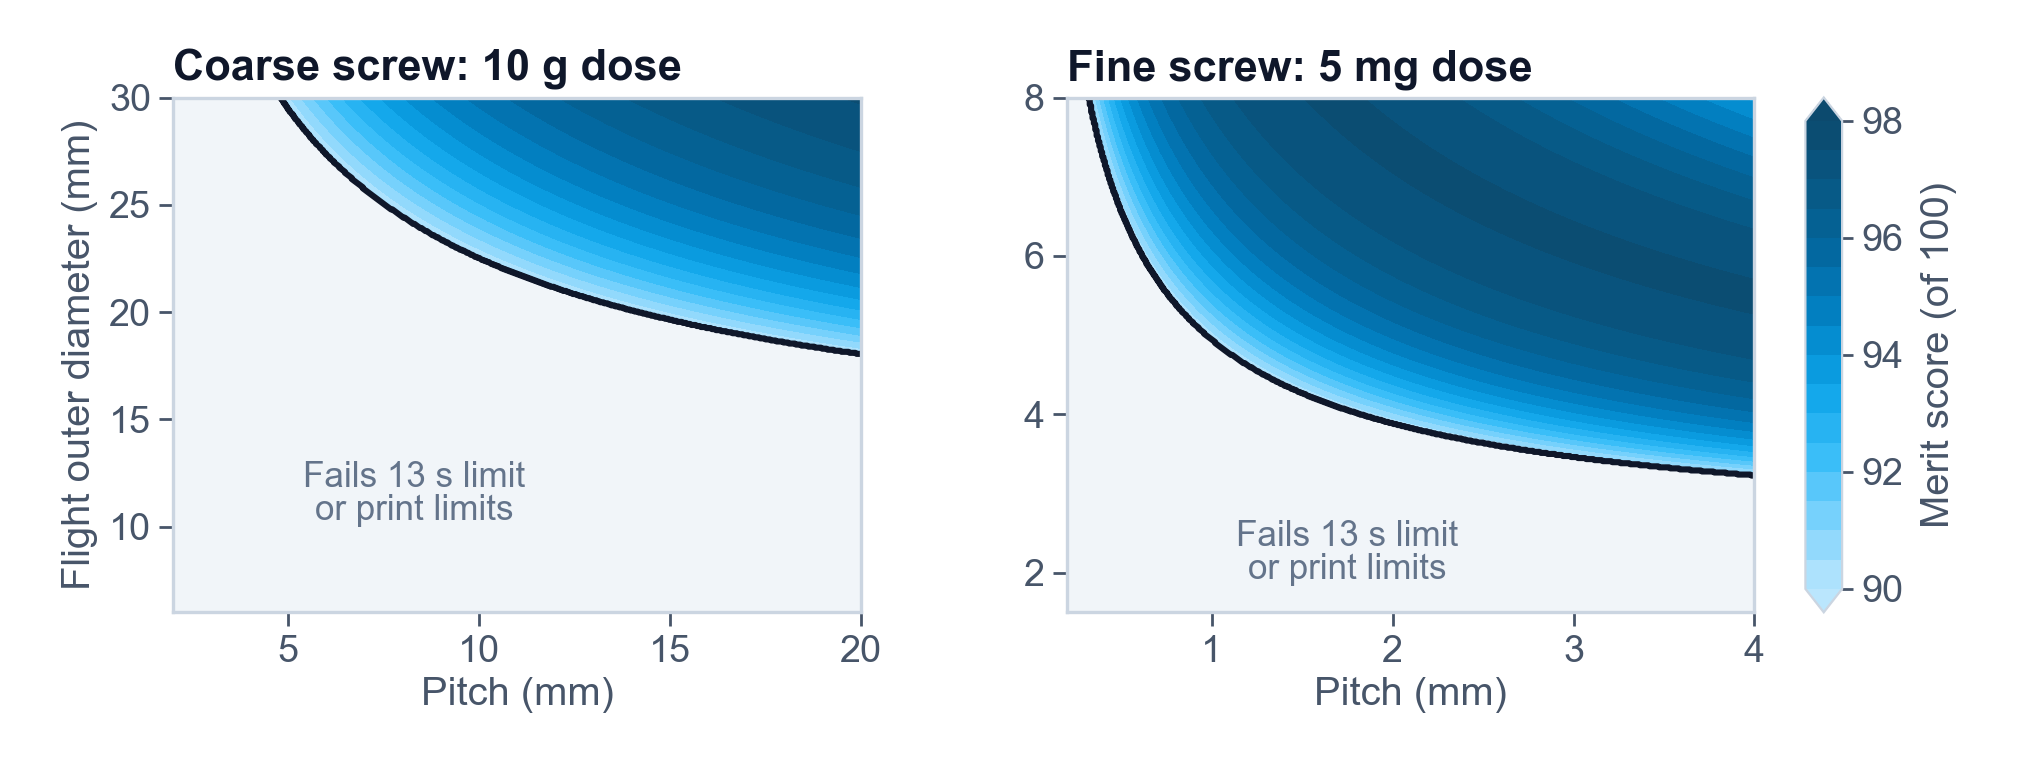 Coarse screw: 10 g dose
Fine screw: 5 mg dose
Flight outer diameter (mm)
30
25
20
15
10
Fails 13 s limit
or print limits
5
10
15
20
Pitch (mm)
8
6
4
2
Fails 13 s limit
or print limits
1
2
3
4
Pitch (mm)
98
96
94
92
90
Merit score (of 100)